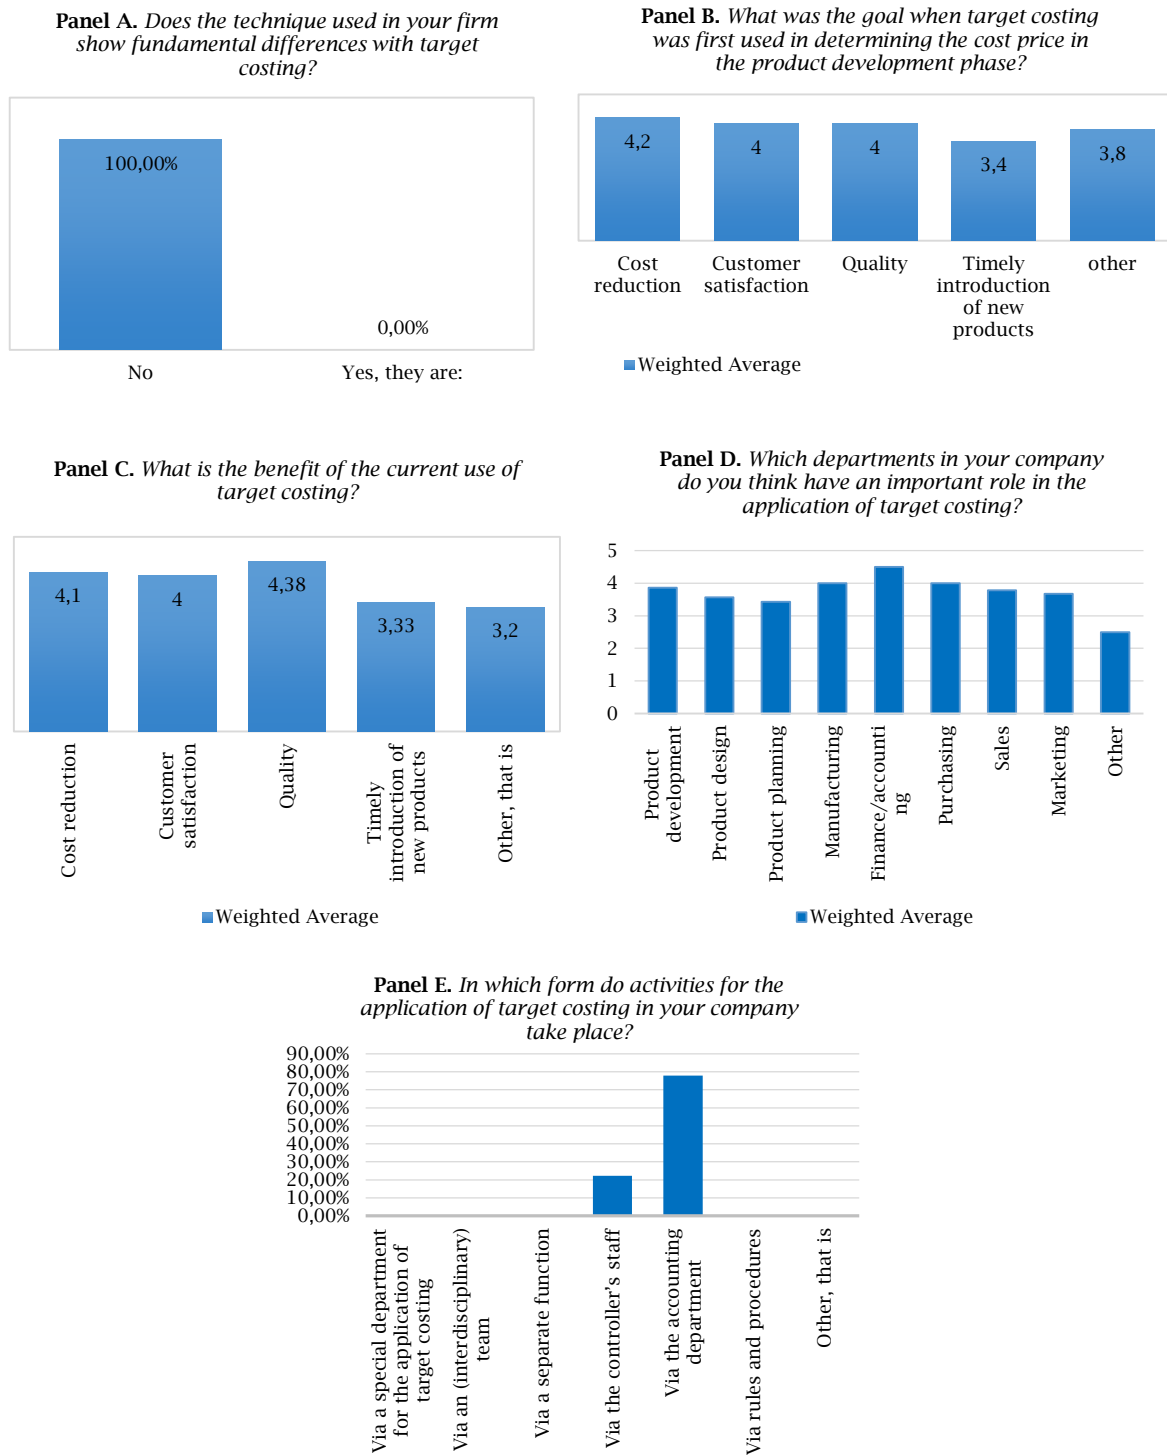 Panel A. Does the technique used in your firm
show fundamental differences with target
costing?
100,00%
0,00%
No
Yes, they are:
Panel B. What was the goal when target costing
was first used in determining the cost price in
the product development phase?
4,2
4
4
3,4
3,8
Cost
reduction
Customer
satisfaction
Quality
Timely
introduction
of new
products
other
Weighted Average
Panel C. What is the benefit of the current use of
target costing?
4,1
4
4,38
3,33
3,2
Cost reduction
Customer
satisfaction
Quality
Timely
introduction of
new products
Other, that is
Weighted Average
Panel D. Which departments in your company
do you think have an important role in the
application of target costing?
5
4
3
2
1
0
Product
development
Product design
Product planning
Manufacturing
Finance/accounti
ng
Purchasing
Sales
Marketing
Other
Weighted Average
Panel E. In which form do activities for the
application of target costing in your company
take place?
90,00%
80,00%
70,00%
60,00%
50,00%
40,00%
30,00%
20,00%
10,00%
0,00%
Via a special department
for the application of
target costing
Via an (interdisciplinary)
team
Via a separate function
Via the controller's staff
Via the accounting
department
Via rules and procedures
Other, that is